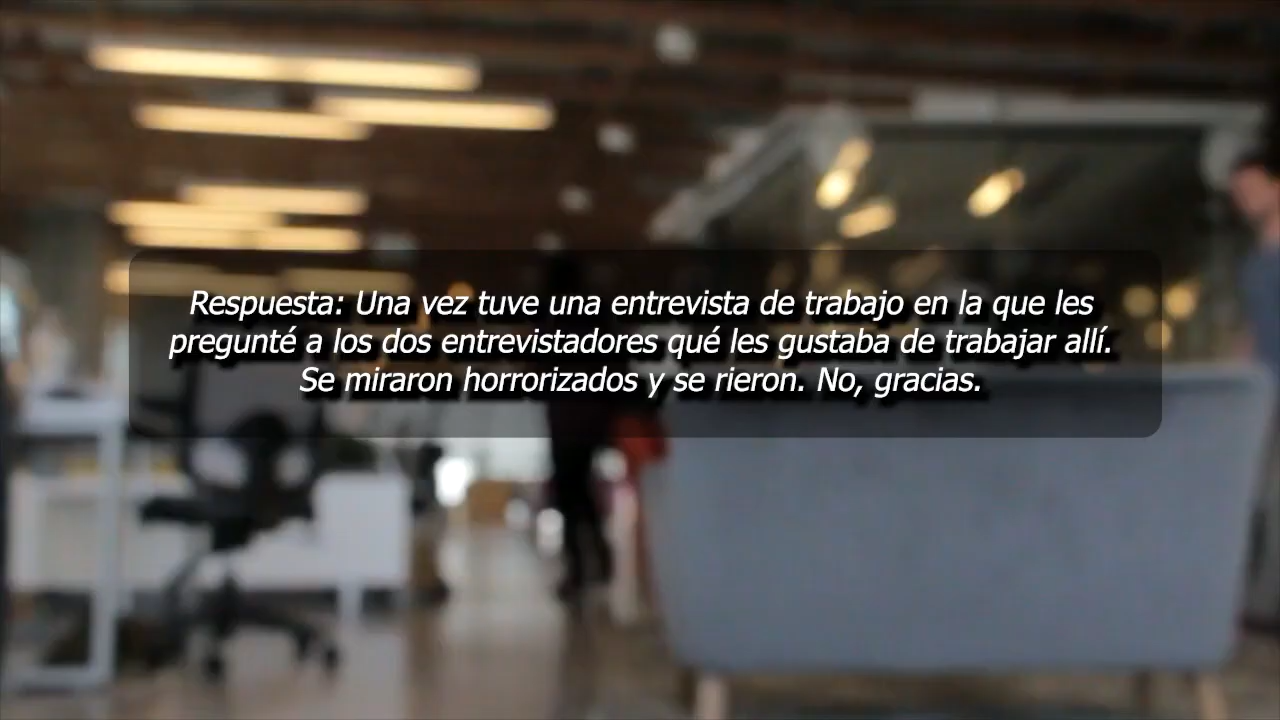 Respuesta: Una vez tuve una entrevista de trabajo en la que les
pregunté a los dos entrevistadores qué les gustaba de trabajar allí.
Se miraron horrorizados y se rieron. No, gracias.